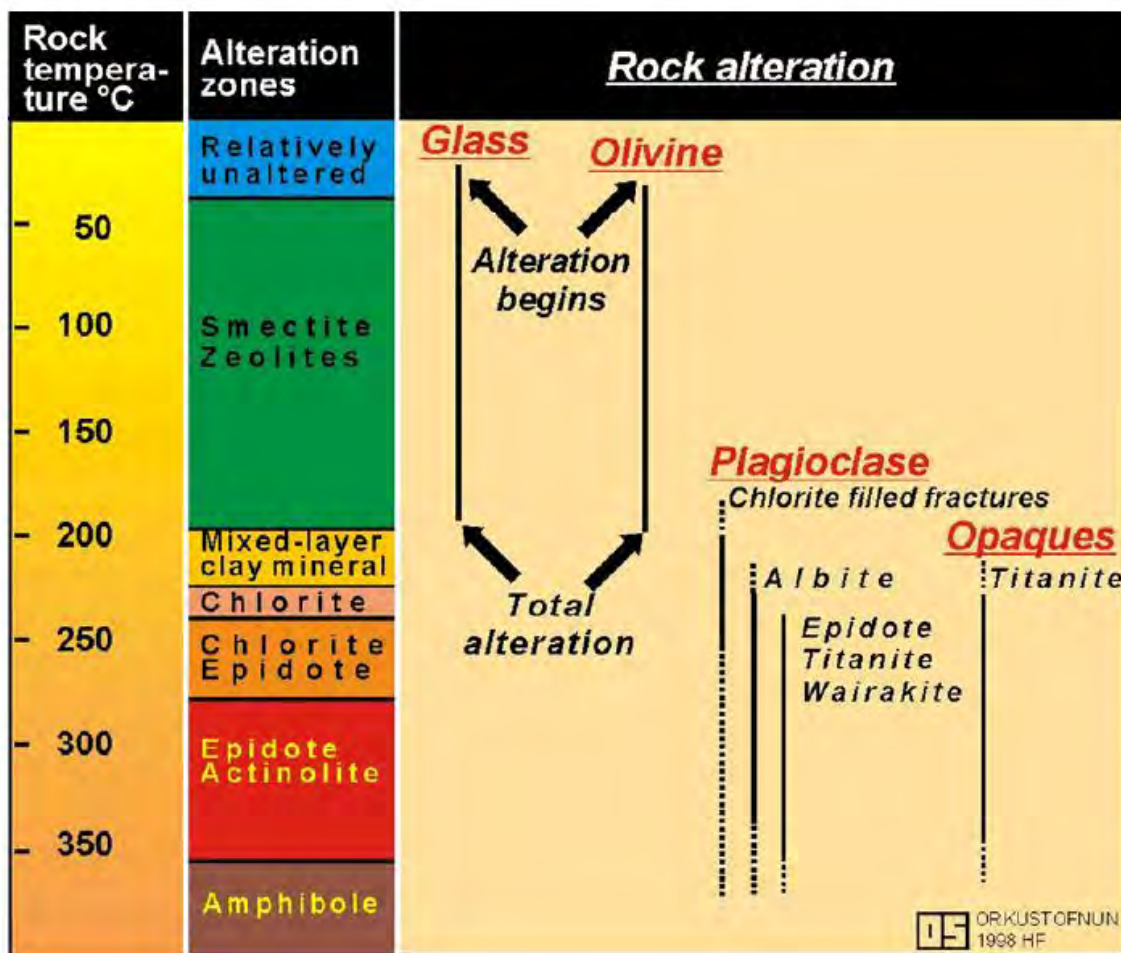 Rock
tempera-
ture °C
Alteration
zones
Rock alteration
50
100
150
200
250
300
350
Relatively
unaltered
Smectite
Zeolites
Mixed-layer
clay mineral
Chlorite
Chlorite
Epidote
Epidote
Actinolite
Amphibole
Glass
Olivine
Alteration
begins
Total
alteration
Plagioclase
Chlorite filled fractures
Albite
Epidote
Titanite
Wairakite
Opaques
Titanite
OS
ORKUSTOFNUN
1998 HF